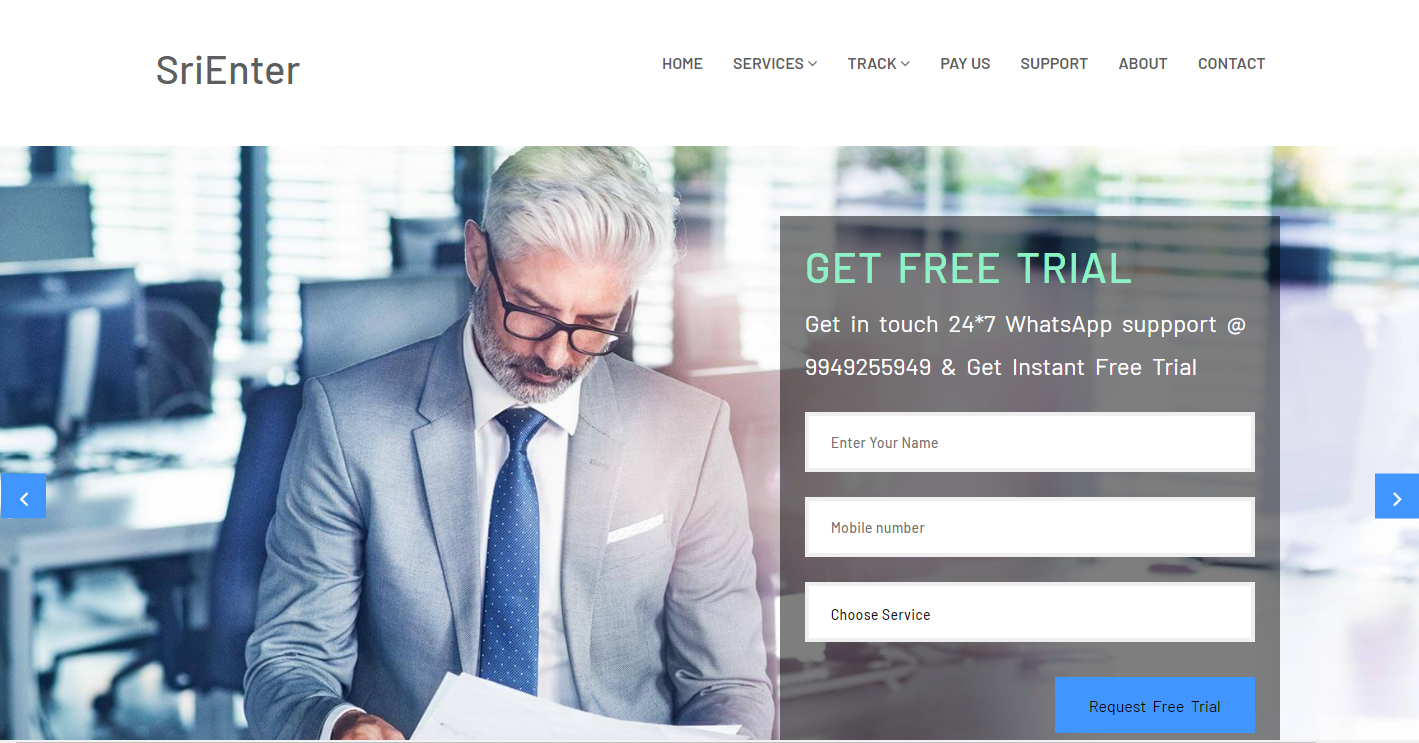 SriEnter
HOME SERVICES TRACK PAY US SUPPORT ABOUT CONTACT
GET FREE TRIAL
Get in touch 24*7 WhatsApp suppport @
9949255949 & Get Instant Free Trial
Enter Your Name
Mobile number
Choose Service
Request Free Trial